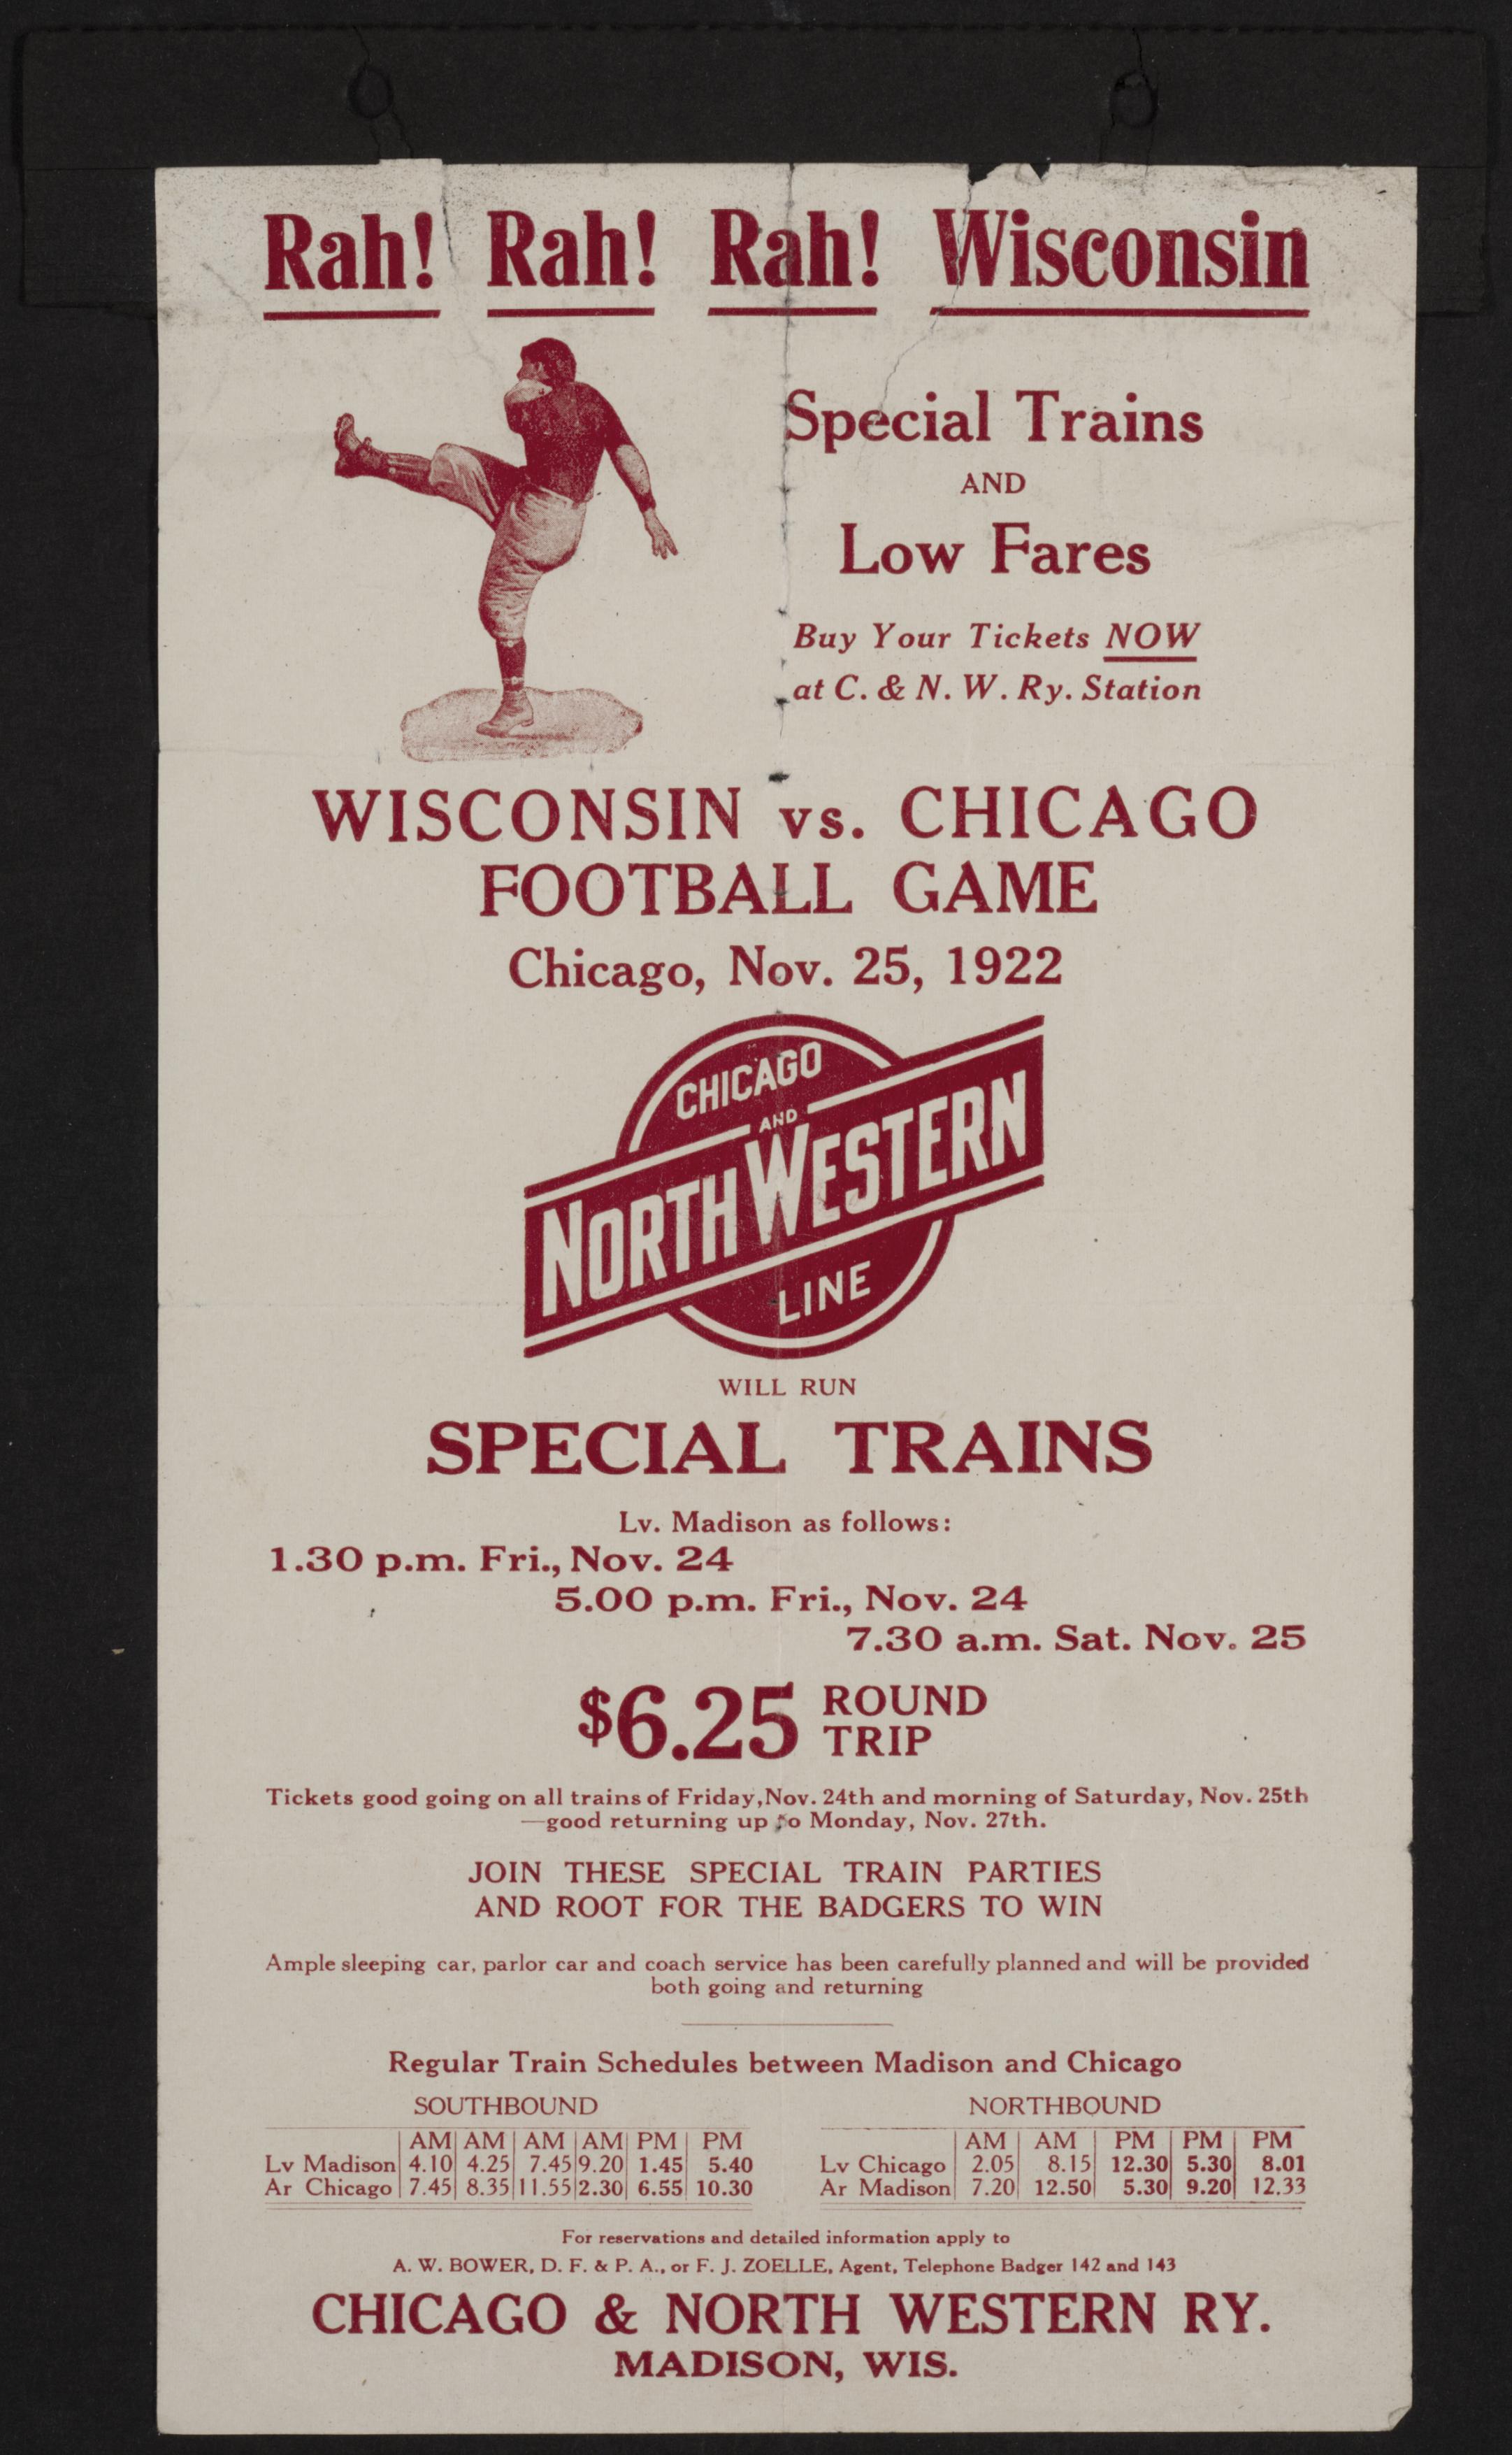 Rah! Rah! Rah! Wisconsin
Special Trains
AND
Low Fares
Buy Your Tickets NOW
at C. & N. W. Ry. Station
WISCONSIN vs. CHICAGO
FOOTBALL GAME
Chicago, Nov. 25, 1922
CHICAGO
AND
NORTH WESTERN
LINE
WILL RUN
SPECIAL TRAINS
Lv. Madison as follows:
1.30 p.m. Fri., Nov. 24
5.00 p.m. Fri., Nov. 24
7.30 a.m. Sat. Nov. 25
$6.25 ROUND
TRIP
Tickets good going on all trains of Friday, Nov. 24th and morning of Saturday, Nov. 25th
—good returning up to Monday, Nov. 27th.
JOIN THESE SPECIAL TRAIN PARTIES
AND ROOT FOR THE BADGERS TO WIN
Ample sleeping car, parlor car and coach service has been carefully planned and will be provided
both going and returning
Regular Train Schedules between Madison and Chicago
SOUTHBOUND
AM AM AM AM PM PM
Lv Madison 4.10 4.25 7.45 9.20 1.45 5.40
Ar Chicago 7.45 8.35 11.55 2.30 6.55 10.30
NORTHBOUND
AM AM PM PM PM
Lv Chicago 2.05 8.15 12.30 5.30 8.01
Ar Madison 7.20 12.50 5.30 9.20 12.33
For reservations and detailed information apply to
A. W. BOWER, D. F. & P. A., or F. J. ZOELLE, Agent, Telephone Badger 142 and 143
CHICAGO & NORTH WESTERN RY.
MADISON, WIS.